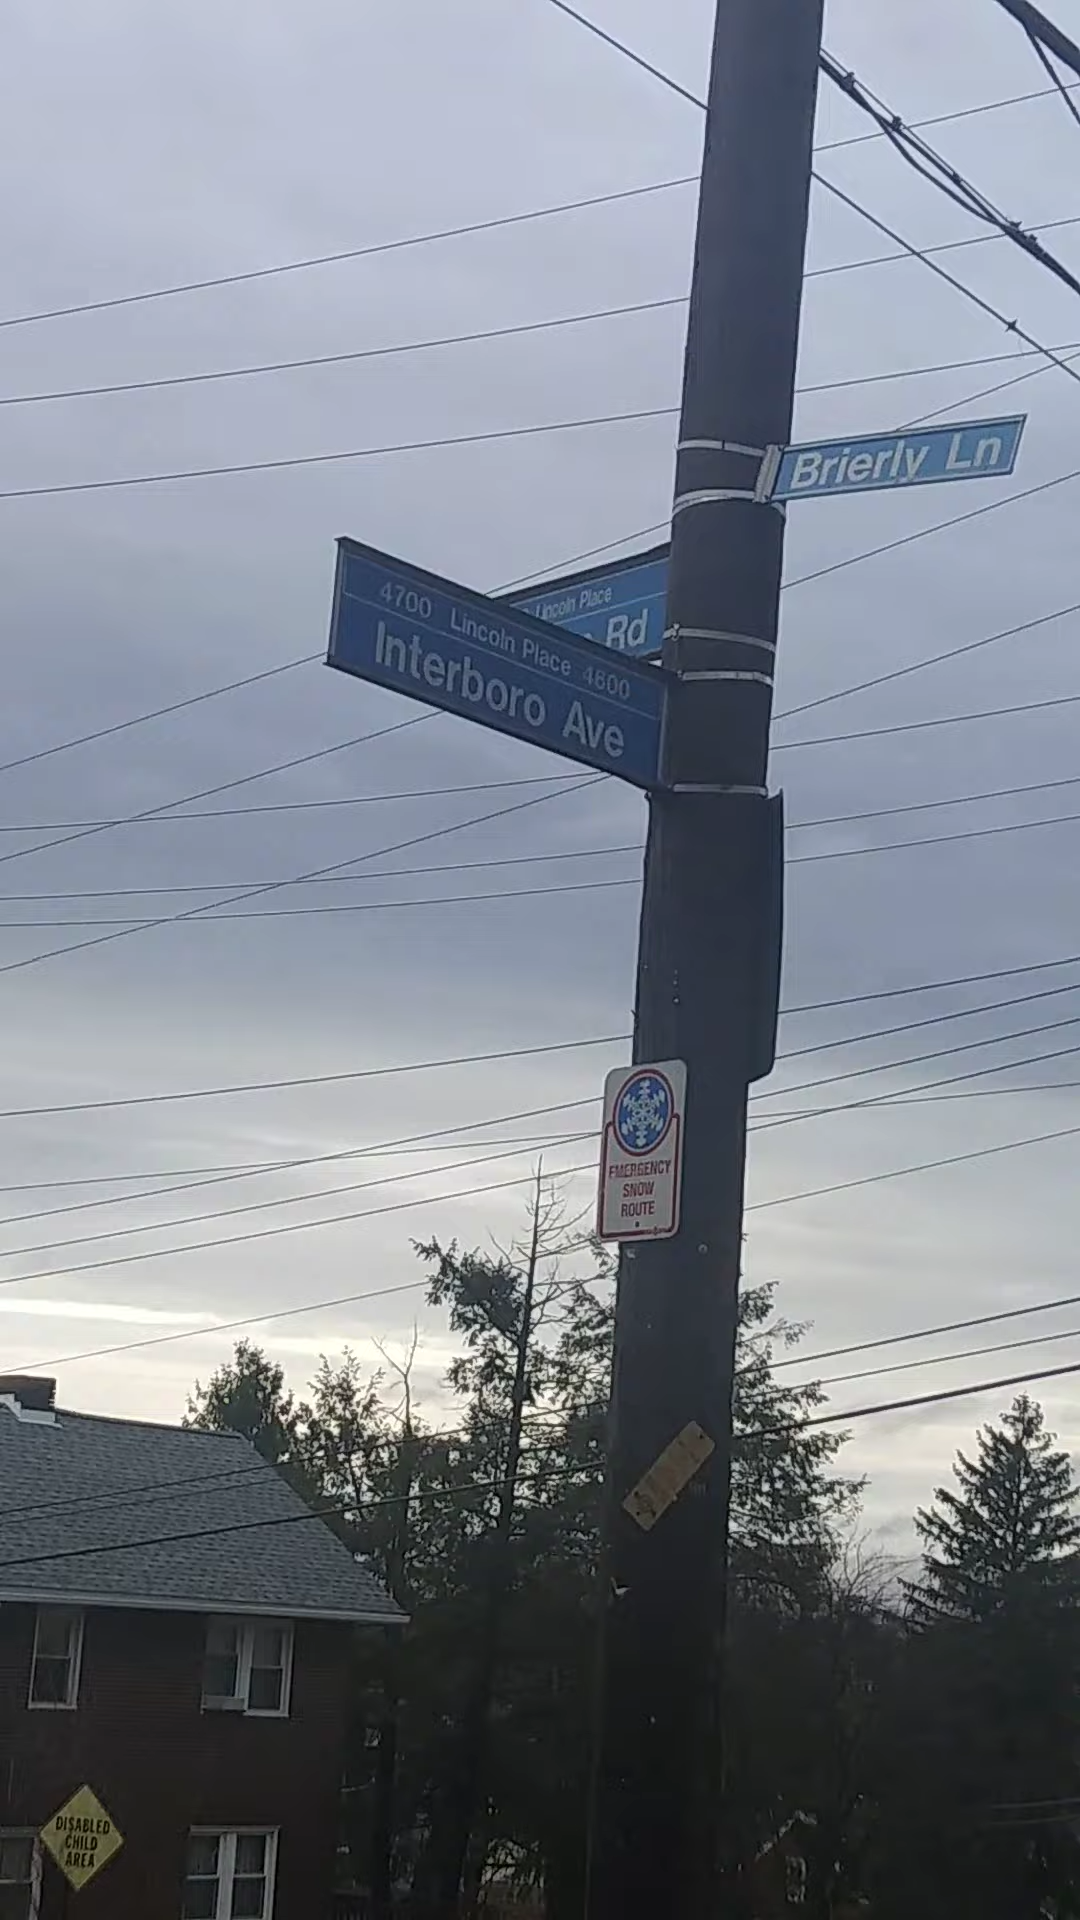 Brierly Ln
Lincoln Place
Rd
4700 Lincoln Place 4600
Interboro Ave
EMERGENCY
SNOW
ROUTE
DISABLED
CHILD
AREA